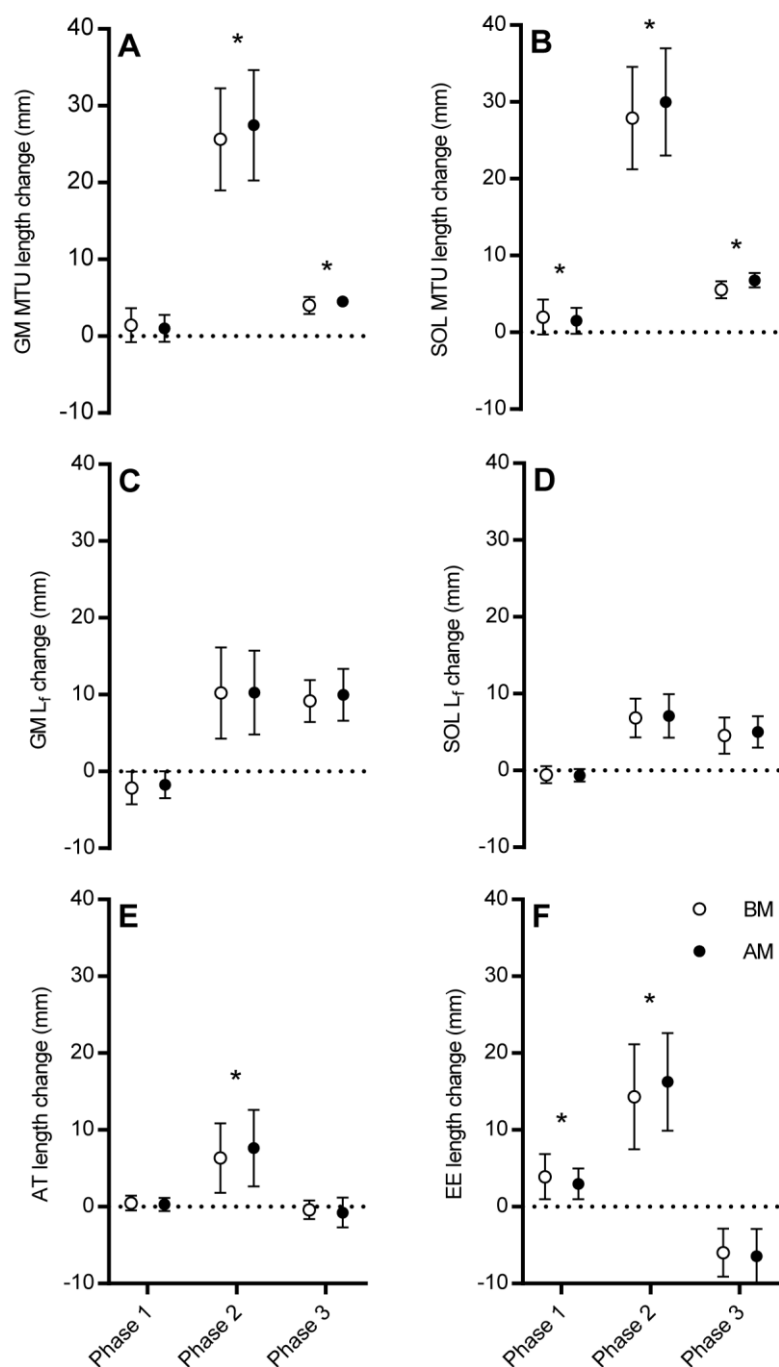 A
GM MTU length change (mm)
40
30
20
10
0
-10
*
*
B
SOL MTU length change (mm)
40
30
20
10
0
-10
*
*
*
C
GM Lf change (mm)
40
30
20
10
0
-10
D
SOL Lf change (mm)
40
30
20
10
0
-10
E
AT length change (mm)
40
30
20
10
0
-10
*
Phase 1
Phase 2
Phase 3
F
EE length change (mm)
40
30
20
10
0
-10
*
*
BM
AM
Phase 1
Phase 2
Phase 3